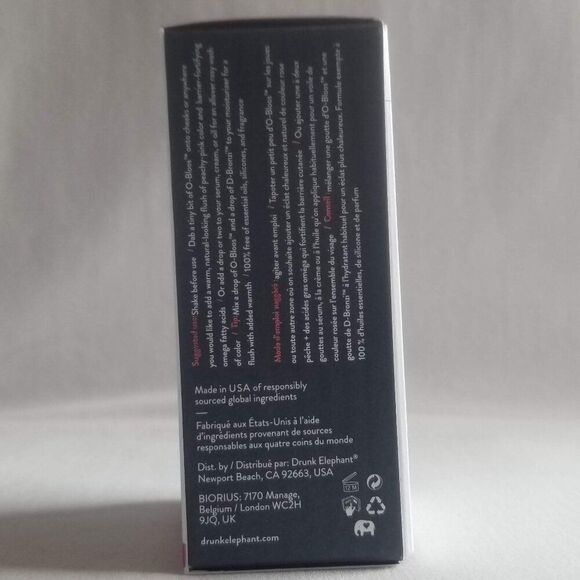 Suggested use: Shake before use / Dab a tiny bit of O-Bloos™ onto cheeks or anywhere
you would like to add a warm, natural-looking flush of peachy-pink color and barrier-fortifying
omega fatty acids / Or add a drop or two to your serum, cream, or oil for an allover rosy wash
of color / Tip: Mix a drop of O-Bloos™ and a drop of D-Bronzi™ to your moisturizer for a
flush with added warmth / 100% free of essential oils, silicones, and fragrance
Mode d'emploi suggéré: agiter avant emploi / Tapoter un petit peu d'O-Bloos™ sur les joues
ou toute autre zone où on souhaite ajouter un éclat chaleureux et naturel de couleur rose
pêche + des acides gras oméga qui fortifient la barrière cutanée / Ou ajouter une à deux
gouttes au sérum, à la crème ou à l'huile qu'on applique habituellement pour un voile de
couleur rosée sur l'ensemble du visage / Conseil : mélanger une goutte d'O-Bloos™ et une
goutte de D-Bronzi™ à l'hydratant habituel pour un éclat plus chaleureux. Formule exempte à
100 % d'huiles essentielles, de silicone et de parfum
Made in USA of responsibly
sourced global ingredients
Fabriqué aux États-Unis à l'aide
d'ingrédients provenant de sources
responsables aux quatre coins du monde
Dist. by / Distribué par: Drunk Elephant®
Newport Beach, CA 92663, USA
BIORIUS: 7170 Manage,
Belgium / London WC2H
9JQ, UK
drunkelephant.com
12 M